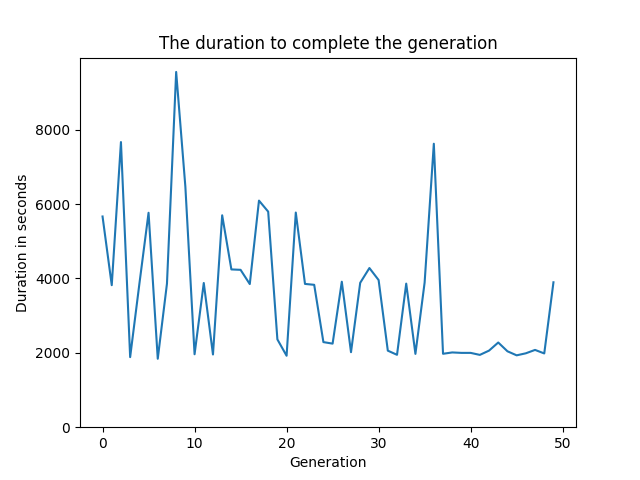 The duration to complete the generation
Duration in seconds
8000
6000
4000
2000
0
0 10 20 30 40 50
Generation